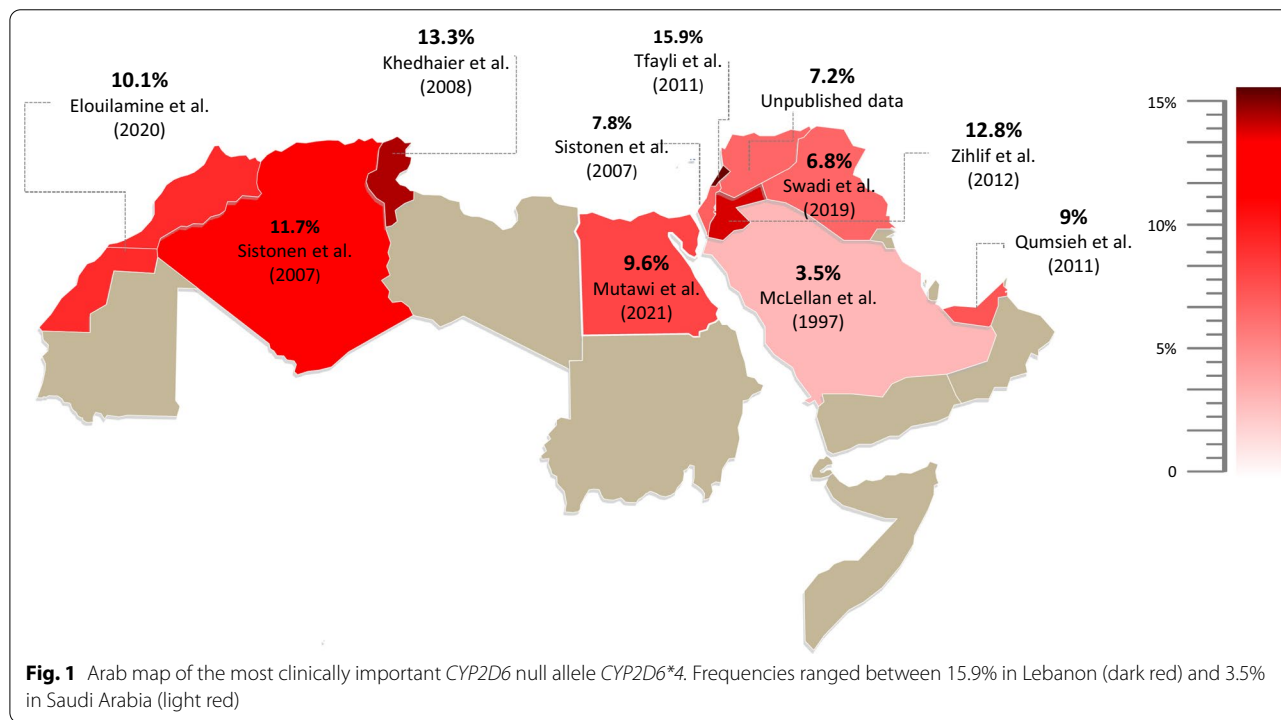 13.3%
Khedhaier et al.
(2008)
15.9%
Tfayli et al.
(2011)
10.1%
Elouilamine et al.
(2020)
7.2%
Unpublished data
7.8%
Sistonen et al.
(2007)
12.8%
Zihlif et al.
(2012)
6.8%
Swadi et al.
(2019)
9%
Qumsieh et al.
(2011)
11.7%
Sistonen et al.
(2007)
9.6%
Mutawi et al.
(2021)
3.5%
McLellan et al.
(1997)
15%
10%
5%
0
Fig. 1 Arab map of the most clinically important CYP2D6 null allele CYP2D6*4. Frequencies ranged between 15.9% in Lebanon (dark red) and 3.5%
in Saudi Arabia (light red)